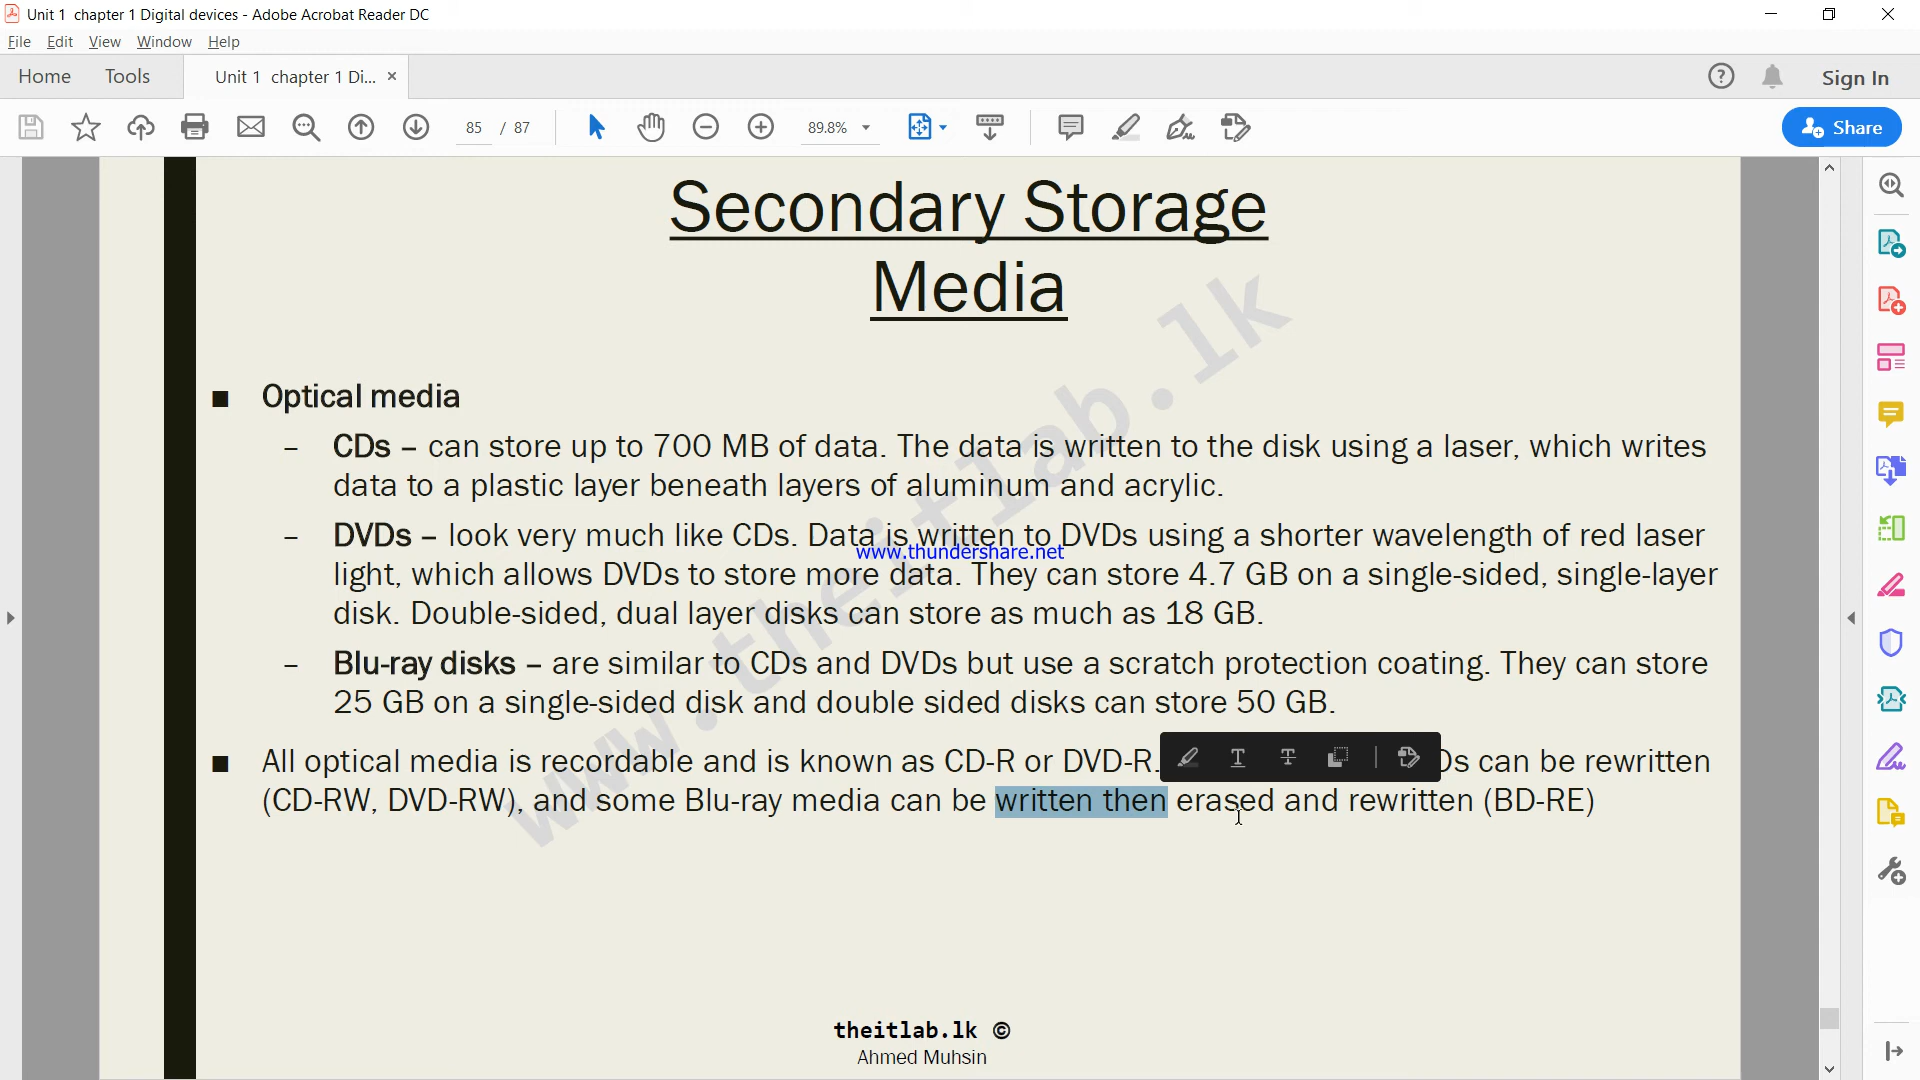 Unit 1 chapter 1 Digital devices - Adobe Acrobat Reader DC
File Edit View Window Help
Home Tools Unit 1 chapter 1 Di... ×
Sign In
85 / 87 89.8% Share
Secondary Storage
Media
■ Optical media
– CDs – can store up to 700 MB of data. The data is written to the disk using a laser, which writes
data to a plastic layer beneath layers of aluminum and acrylic.
– DVDs – look very much like CDs. Data is written to DVDs using a shorter wavelength of red laser
www.thundershare.net
light, which allows DVDs to store more data. They can store 4.7 GB on a single-sided, single-layer
disk. Double-sided, dual layer disks can store as much as 18 GB.
– Blu-ray disks – are similar to CDs and DVDs but use a scratch protection coating. They can store
25 GB on a single-sided disk and double sided disks can store 50 GB.
■ All optical media is recordable and is known as CD-R or DVD-R. Ds can be rewritten
(CD-RW, DVD-RW), and some Blu-ray media can be written then erased and rewritten (BD-RE)
www.theitlab.lk
theitlab.lk ©
Ahmed Muhsin